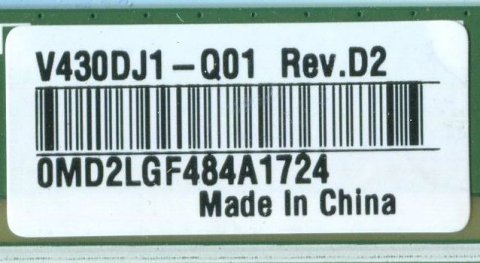 V430DJ1-Q01 Rev.D2
0MD2LGF484A1724
Made In China